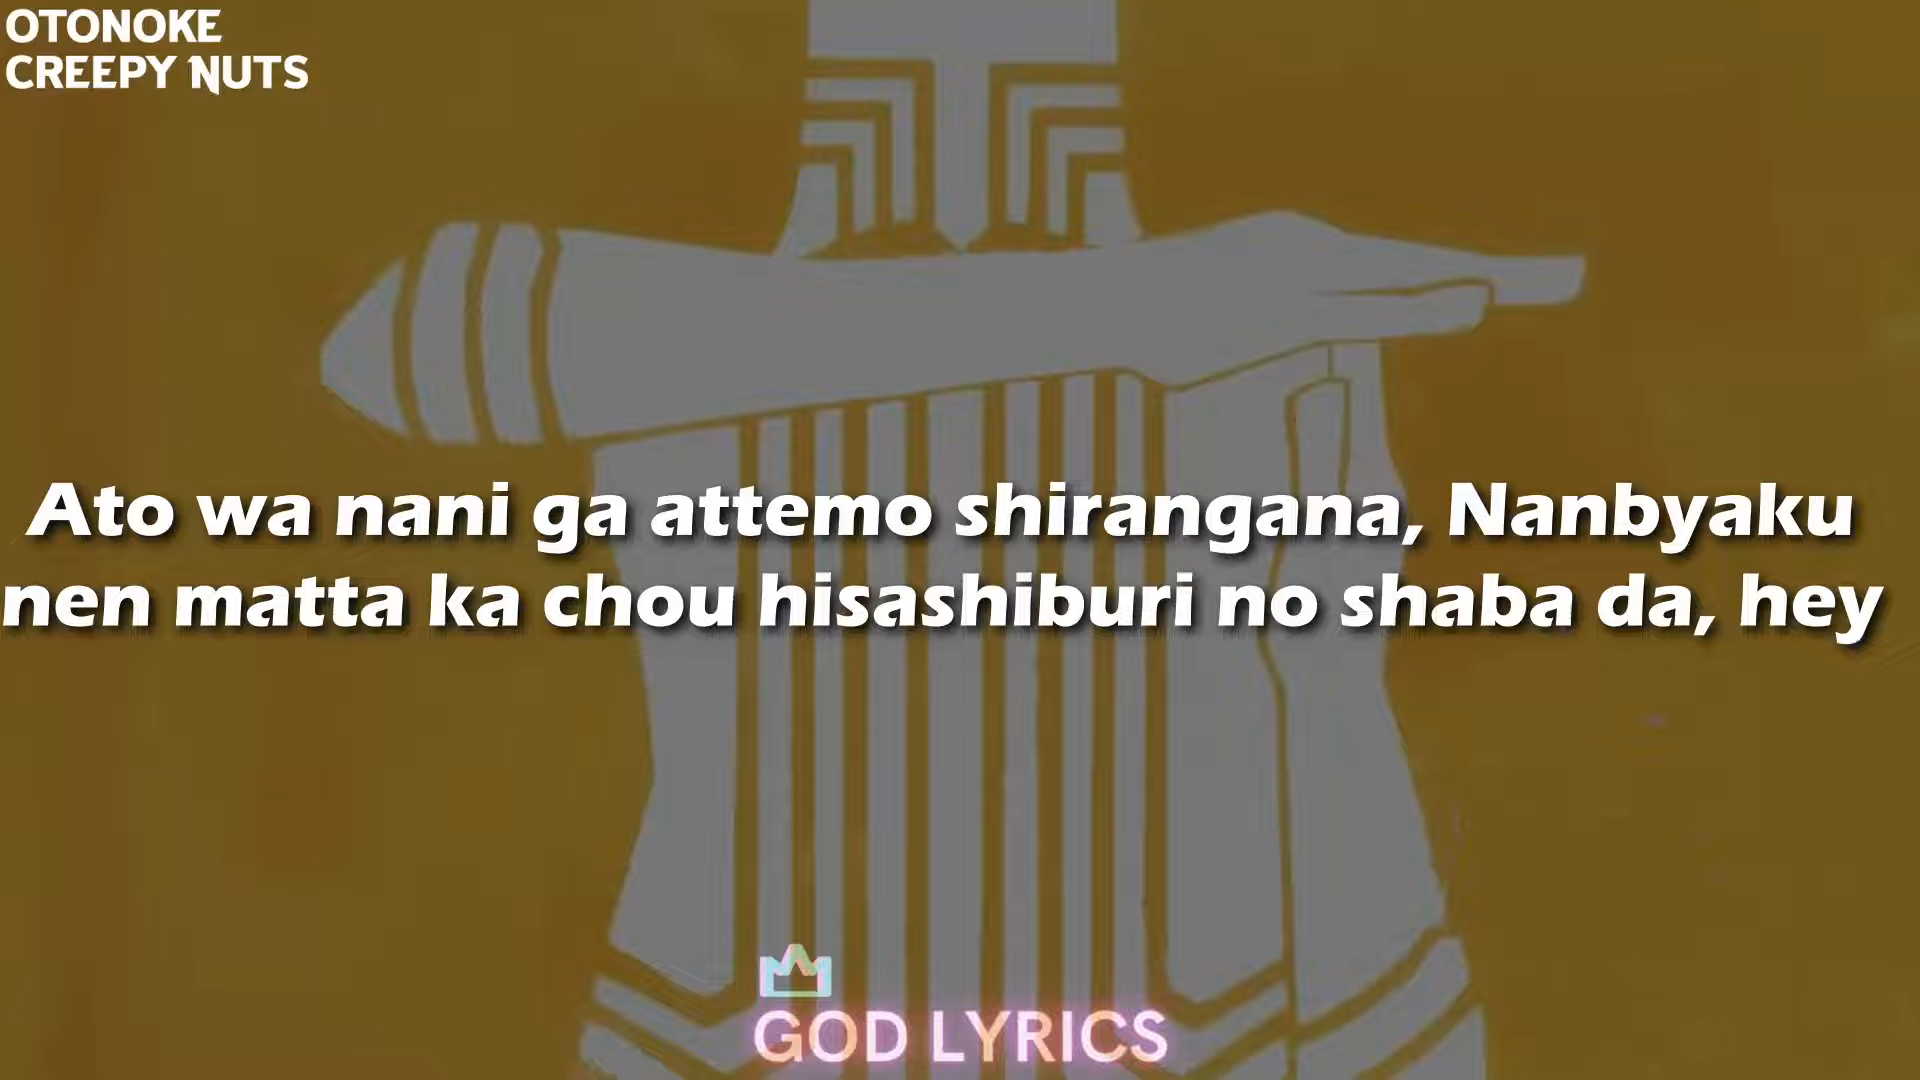 OTONOKE
CREEPY NUTS
Ato wa nani ga attemo shirangana, Nanbyaku
nen matta ka chou hisashiburi no shaba da, hey
GOD LYRICS